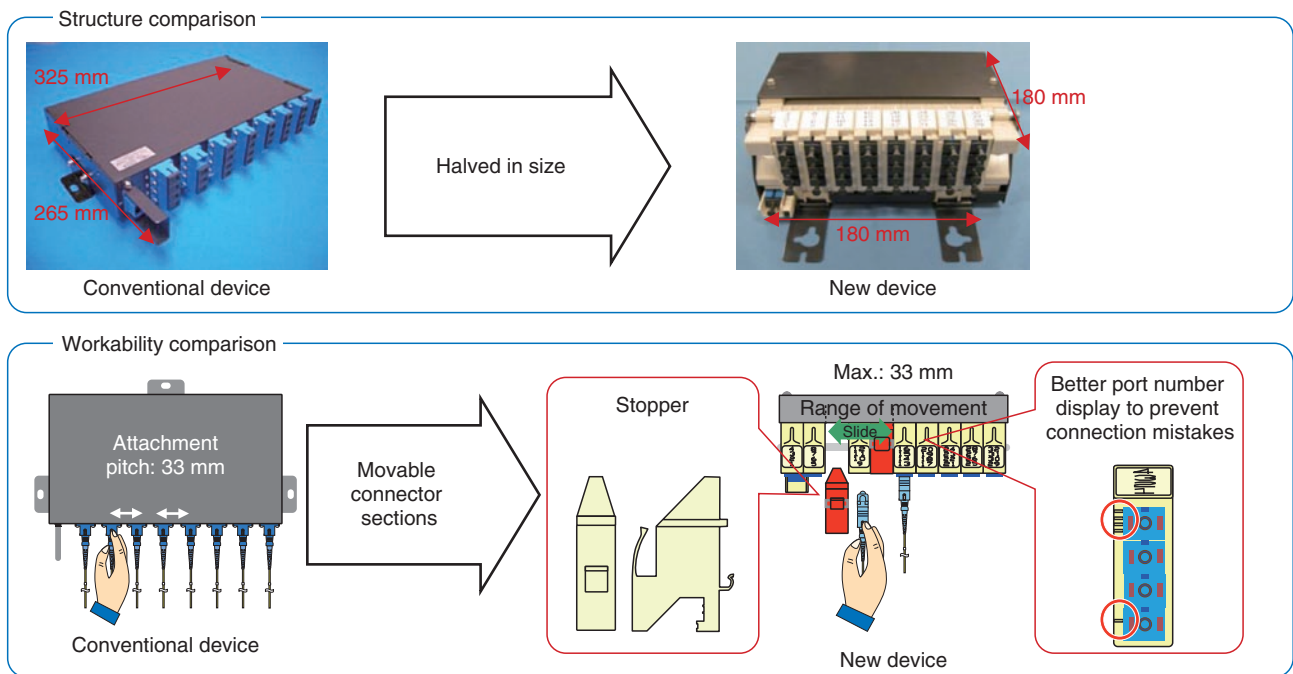 Structure comparison
325 mm
265 mm
Conventional device
Halved in size
180 mm
180 mm
New device
Workability comparison
Attachment
pitch: 33 mm
Conventional device
Movable
connector
sections
Stopper
Max.: 33 mm
Range of movement
Slide
New device
Better port number
display to prevent
connection mistakes